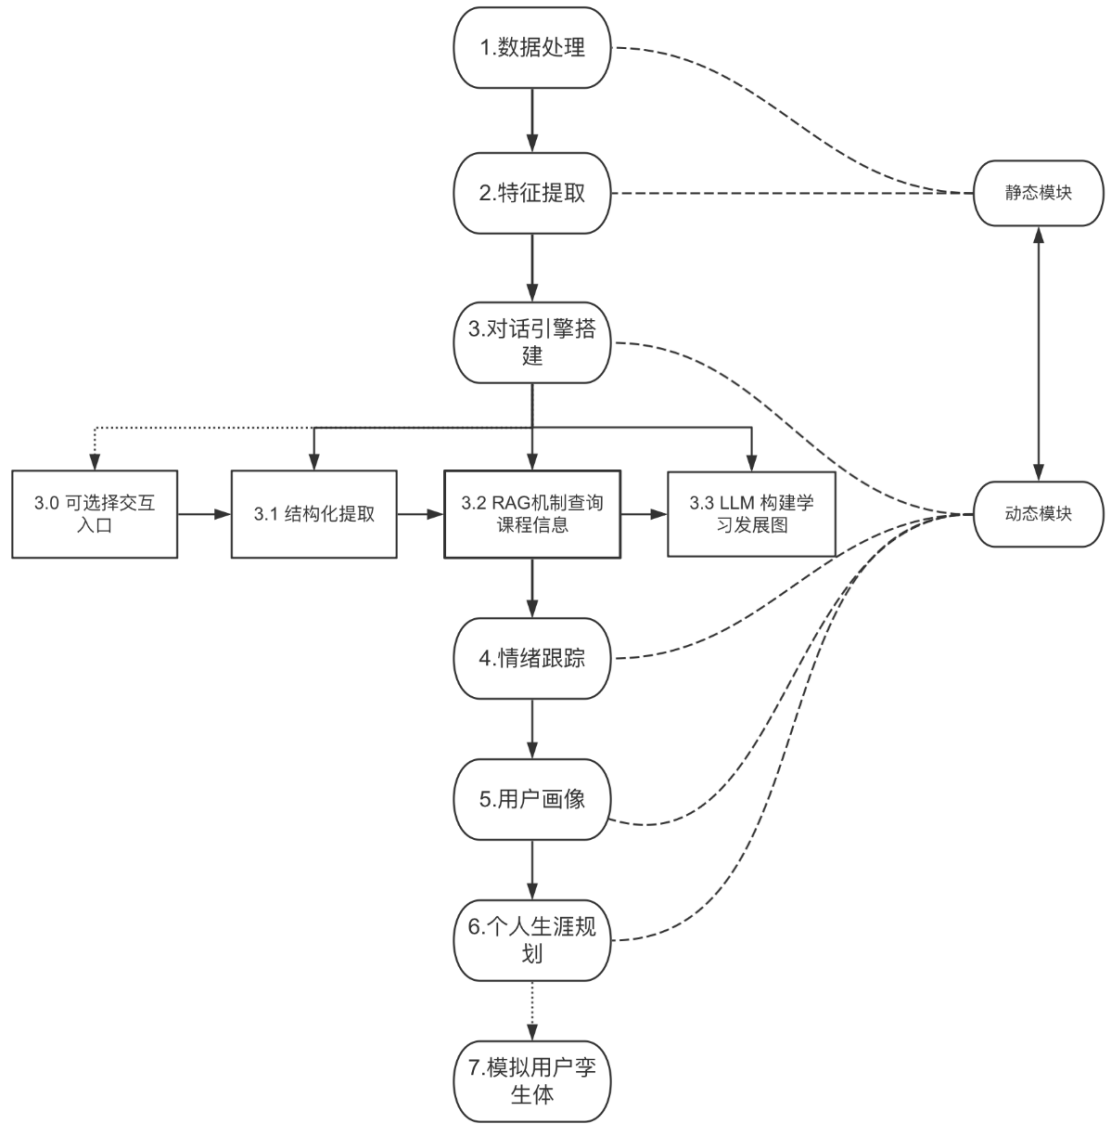 1.数据处理
2.特征提取
静态模块
3.对话引擎搭
建
3.0 可选择交互
入口
3.1 结构化提取
3.2 RAG机制查询
课程信息
3.3 LLM 构建学
习发展图
动态模块
4.情绪跟踪
5.用户画像
6.个人生涯规
划
7.模拟用户孪
生体